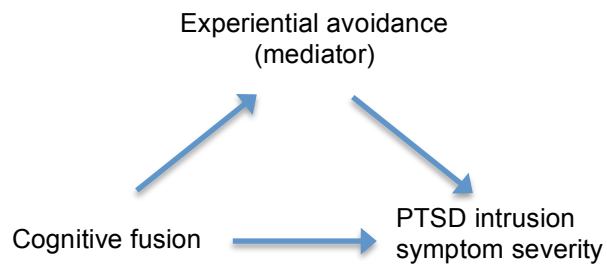 Experiential avoidance
(mediator)
Cognitive fusion
PTSD intrusion
symptom severity